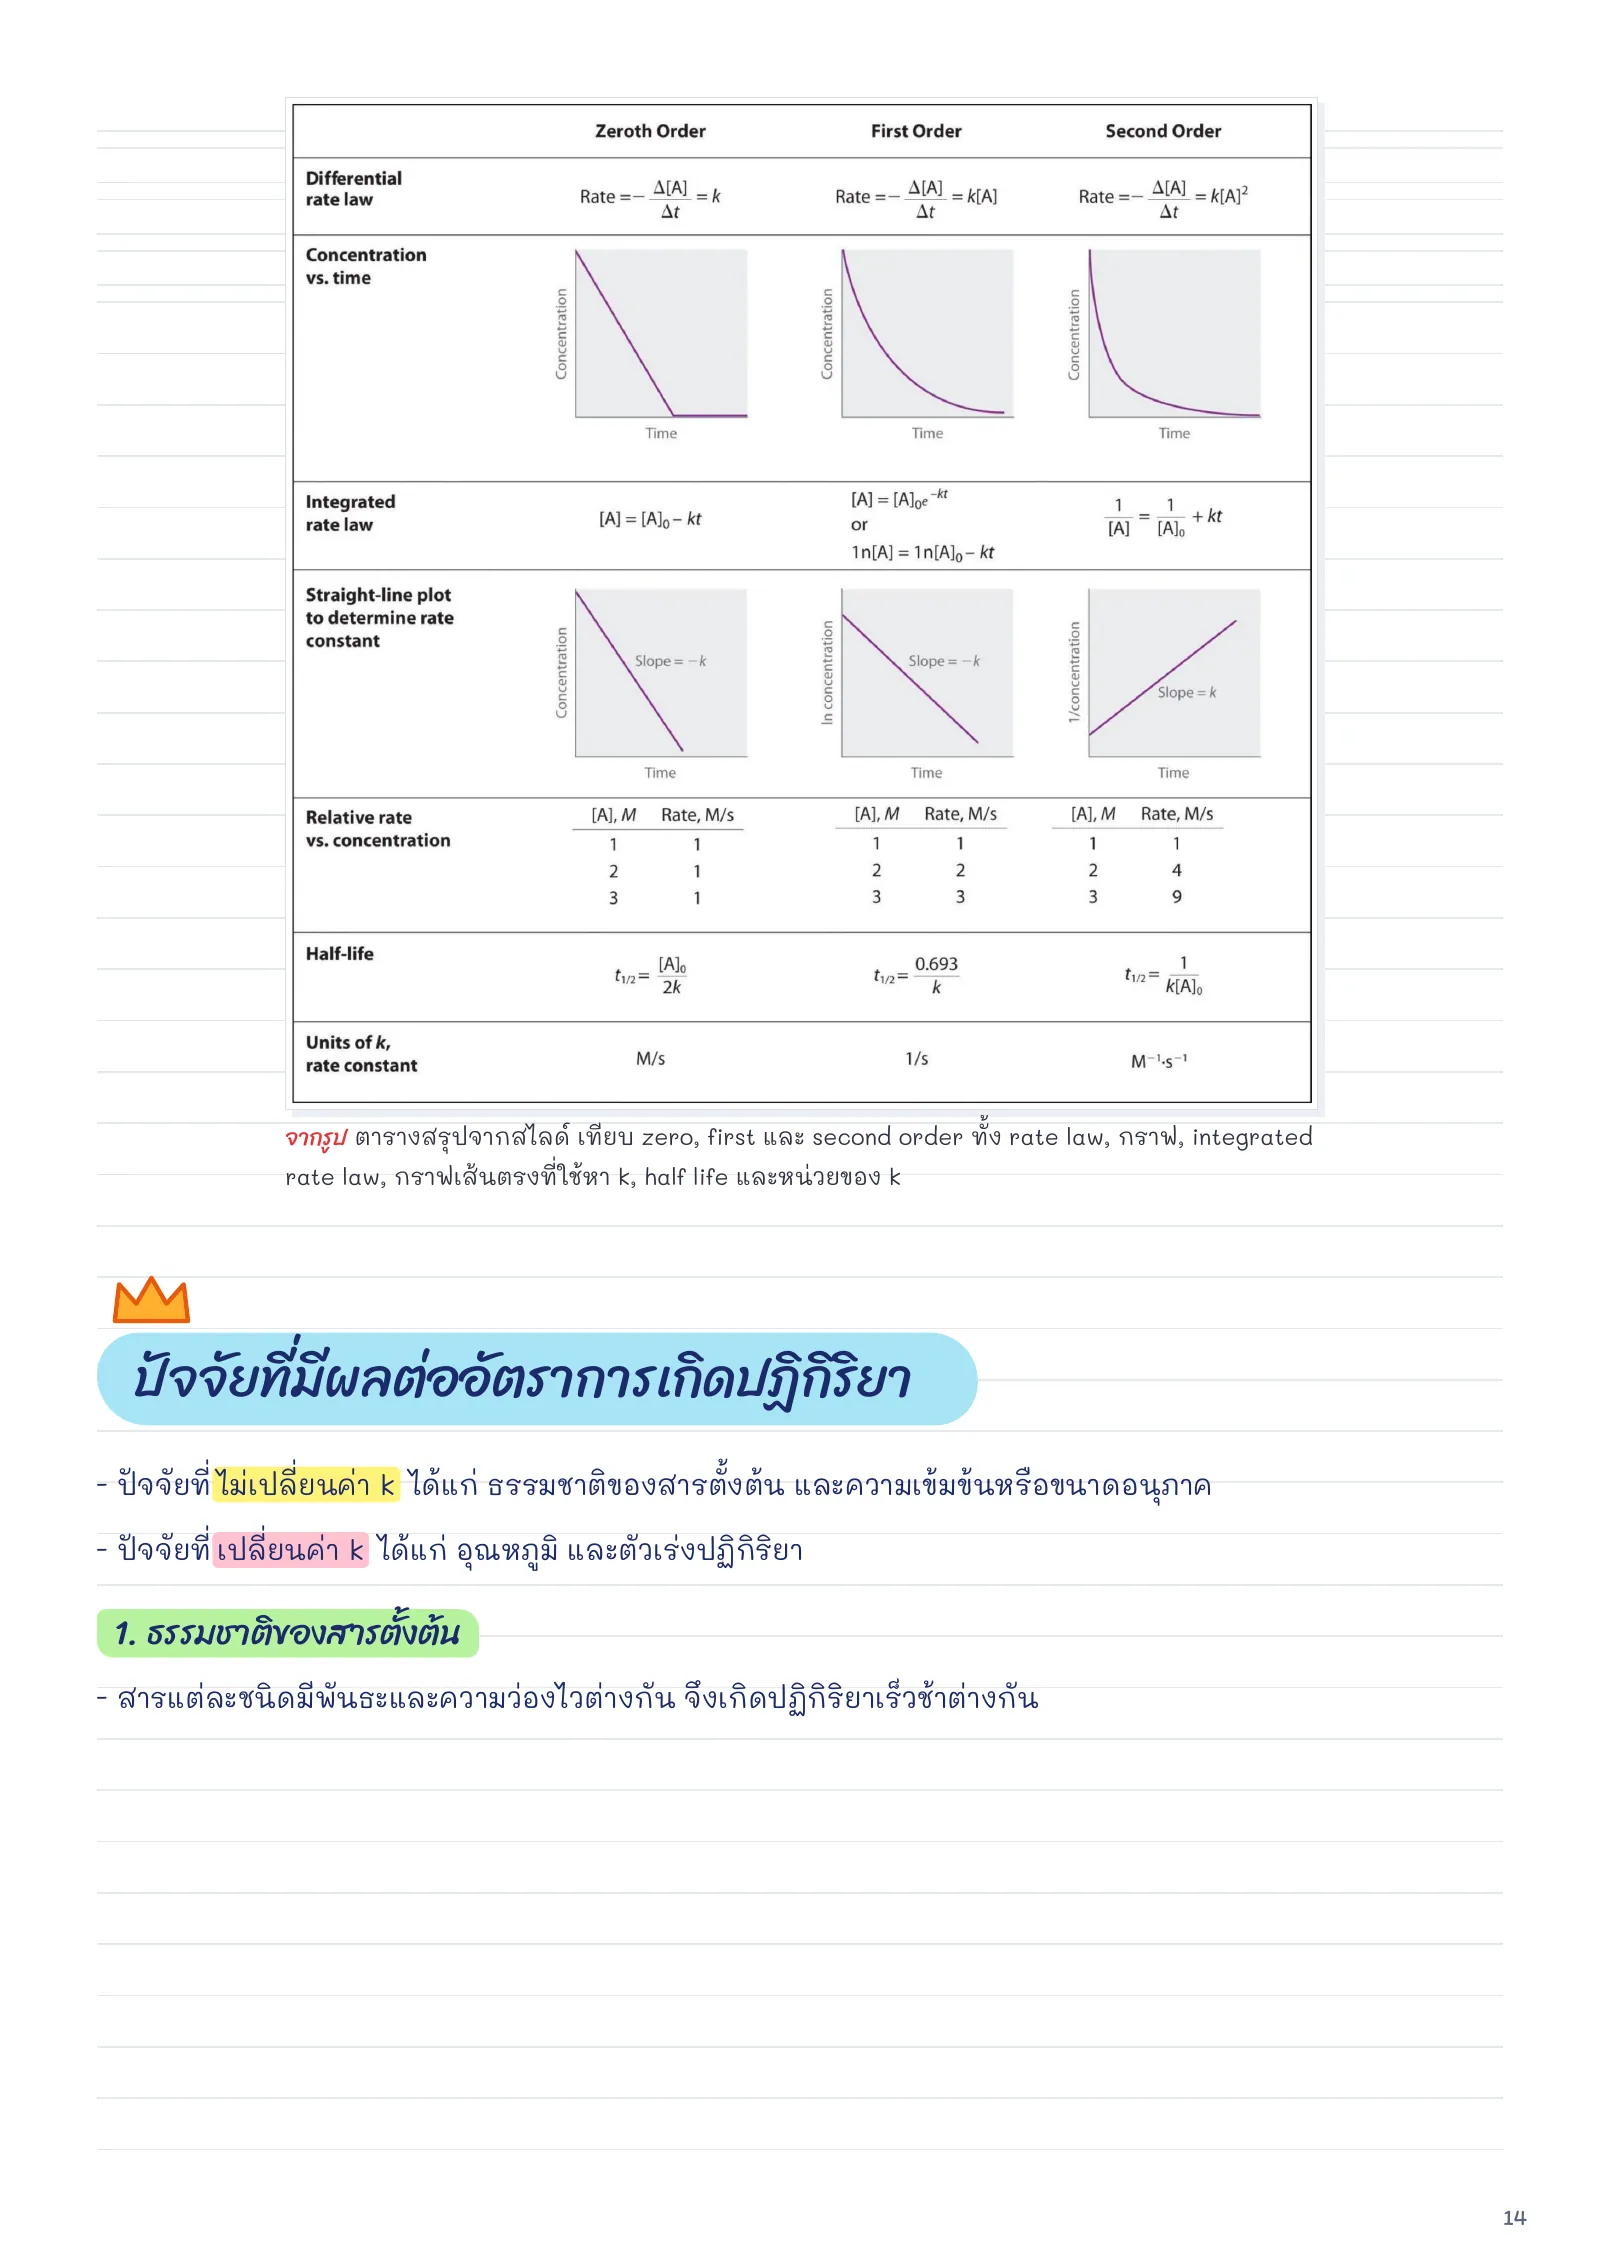 Zeroth Order First Order Second Order
Differential
rate law
Rate = − Δ[A]/Δt = k Rate = − Δ[A]/Δt = k[A] Rate = − Δ[A]/Δt = k[A]²
Concentration
vs. time
Concentration Concentration Concentration
Time Time Time
Integrated
rate law
[A] = [A]₀ – kt
[A] = [A]₀e^–kt
or
1n[A] = 1n[A]₀ – kt
1/[A] = 1/[A]₀ + kt
Straight-line plot
to determine rate
constant
Concentration ln concentration 1/concentration
Slope = −k Slope = −k Slope = k
Time Time Time
Relative rate
vs. concentration
[A], M Rate, M/s [A], M Rate, M/s [A], M Rate, M/s
1 1 1 1 1 1
2 1 2 2 2 4
3 1 3 3 3 9
Half-life
t₁/₂ = [A]₀/2k t₁/₂ = 0.693/k t₁/₂ = 1/k[A]₀
Units of k,
rate constant
M/s 1/s M⁻¹·s⁻¹
จากรูป ตารางสรุปจากสไลด์ เทียบ zero, first และ second order ทั้ง rate law, กราฟ, integrated
rate law, กราฟเส้นตรงที่ใช้หา k, half life และหน่วยของ k
ปัจจัยที่มีผลต่ออัตราการเกิดปฏิกิริยา
- ปัจจัยที่ไม่เปลี่ยนค่า k ได้แก่ ธรรมชาติของสารตั้งต้น และความเข้มข้นหรือขนาดอนุภาค
- ปัจจัยที่เปลี่ยนค่า k ได้แก่ อุณหภูมิ และตัวเร่งปฏิกิริยา
1. ธรรมชาติของสารตั้งต้น
- สารแต่ละชนิดมีพันธะและความว่องไวต่างกัน จึงเกิดปฏิกิริยาเร็วช้าต่างกัน
14